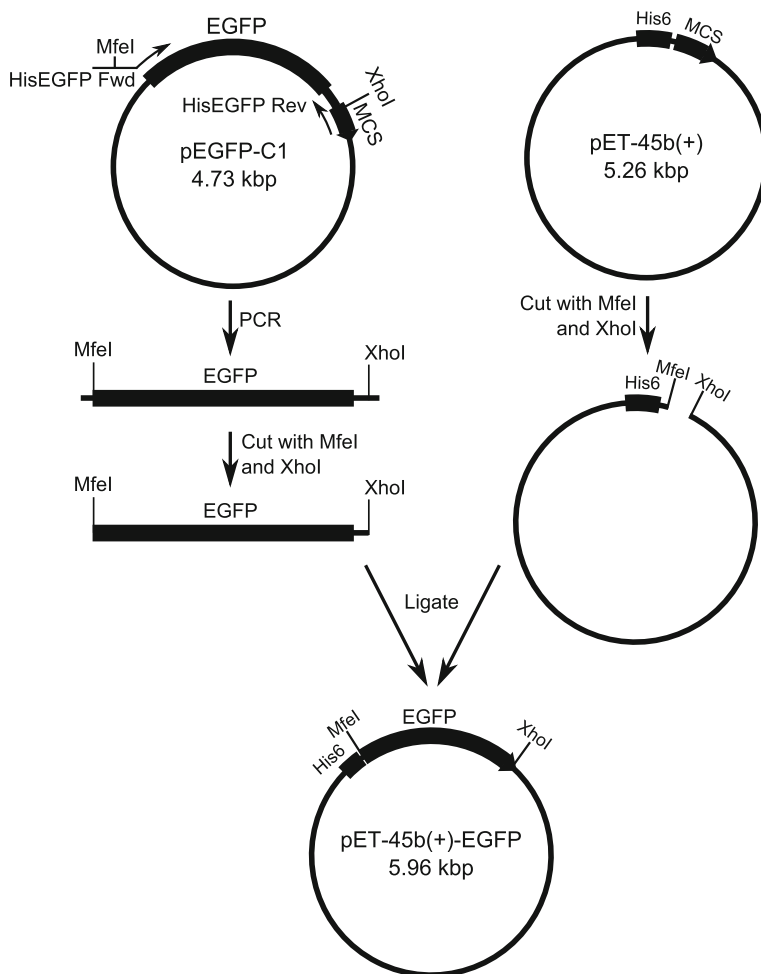 EGFP
MfeI
HisEGFP Fwd
XhoI
HisEGFP Rev
MCS
pEGFP-C1
4.73 kbp
His6
MCS
pET-45b(+)
5.26 kbp
PCR
Cut with MfeI
and XhoI
MfeI
XhoI
EGFP
His6
MfeI
XhoI
Cut with MfeI
and XhoI
MfeI
XhoI
EGFP
Ligate
EGFP
MfeI
XhoI
His6
pET-45b(+)-EGFP
5.96 kbp